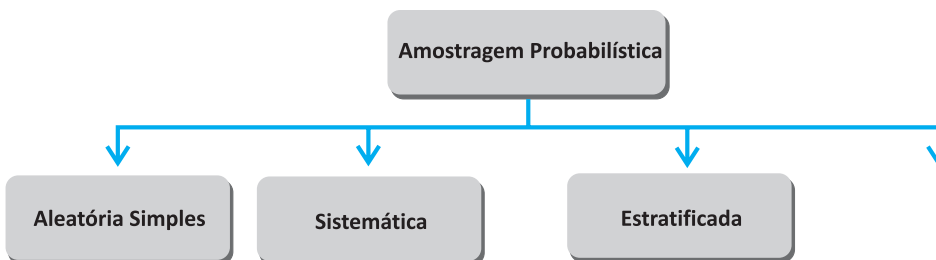 Amostragem Probabilística
Aleatória Simples
Sistemática
Estratificada